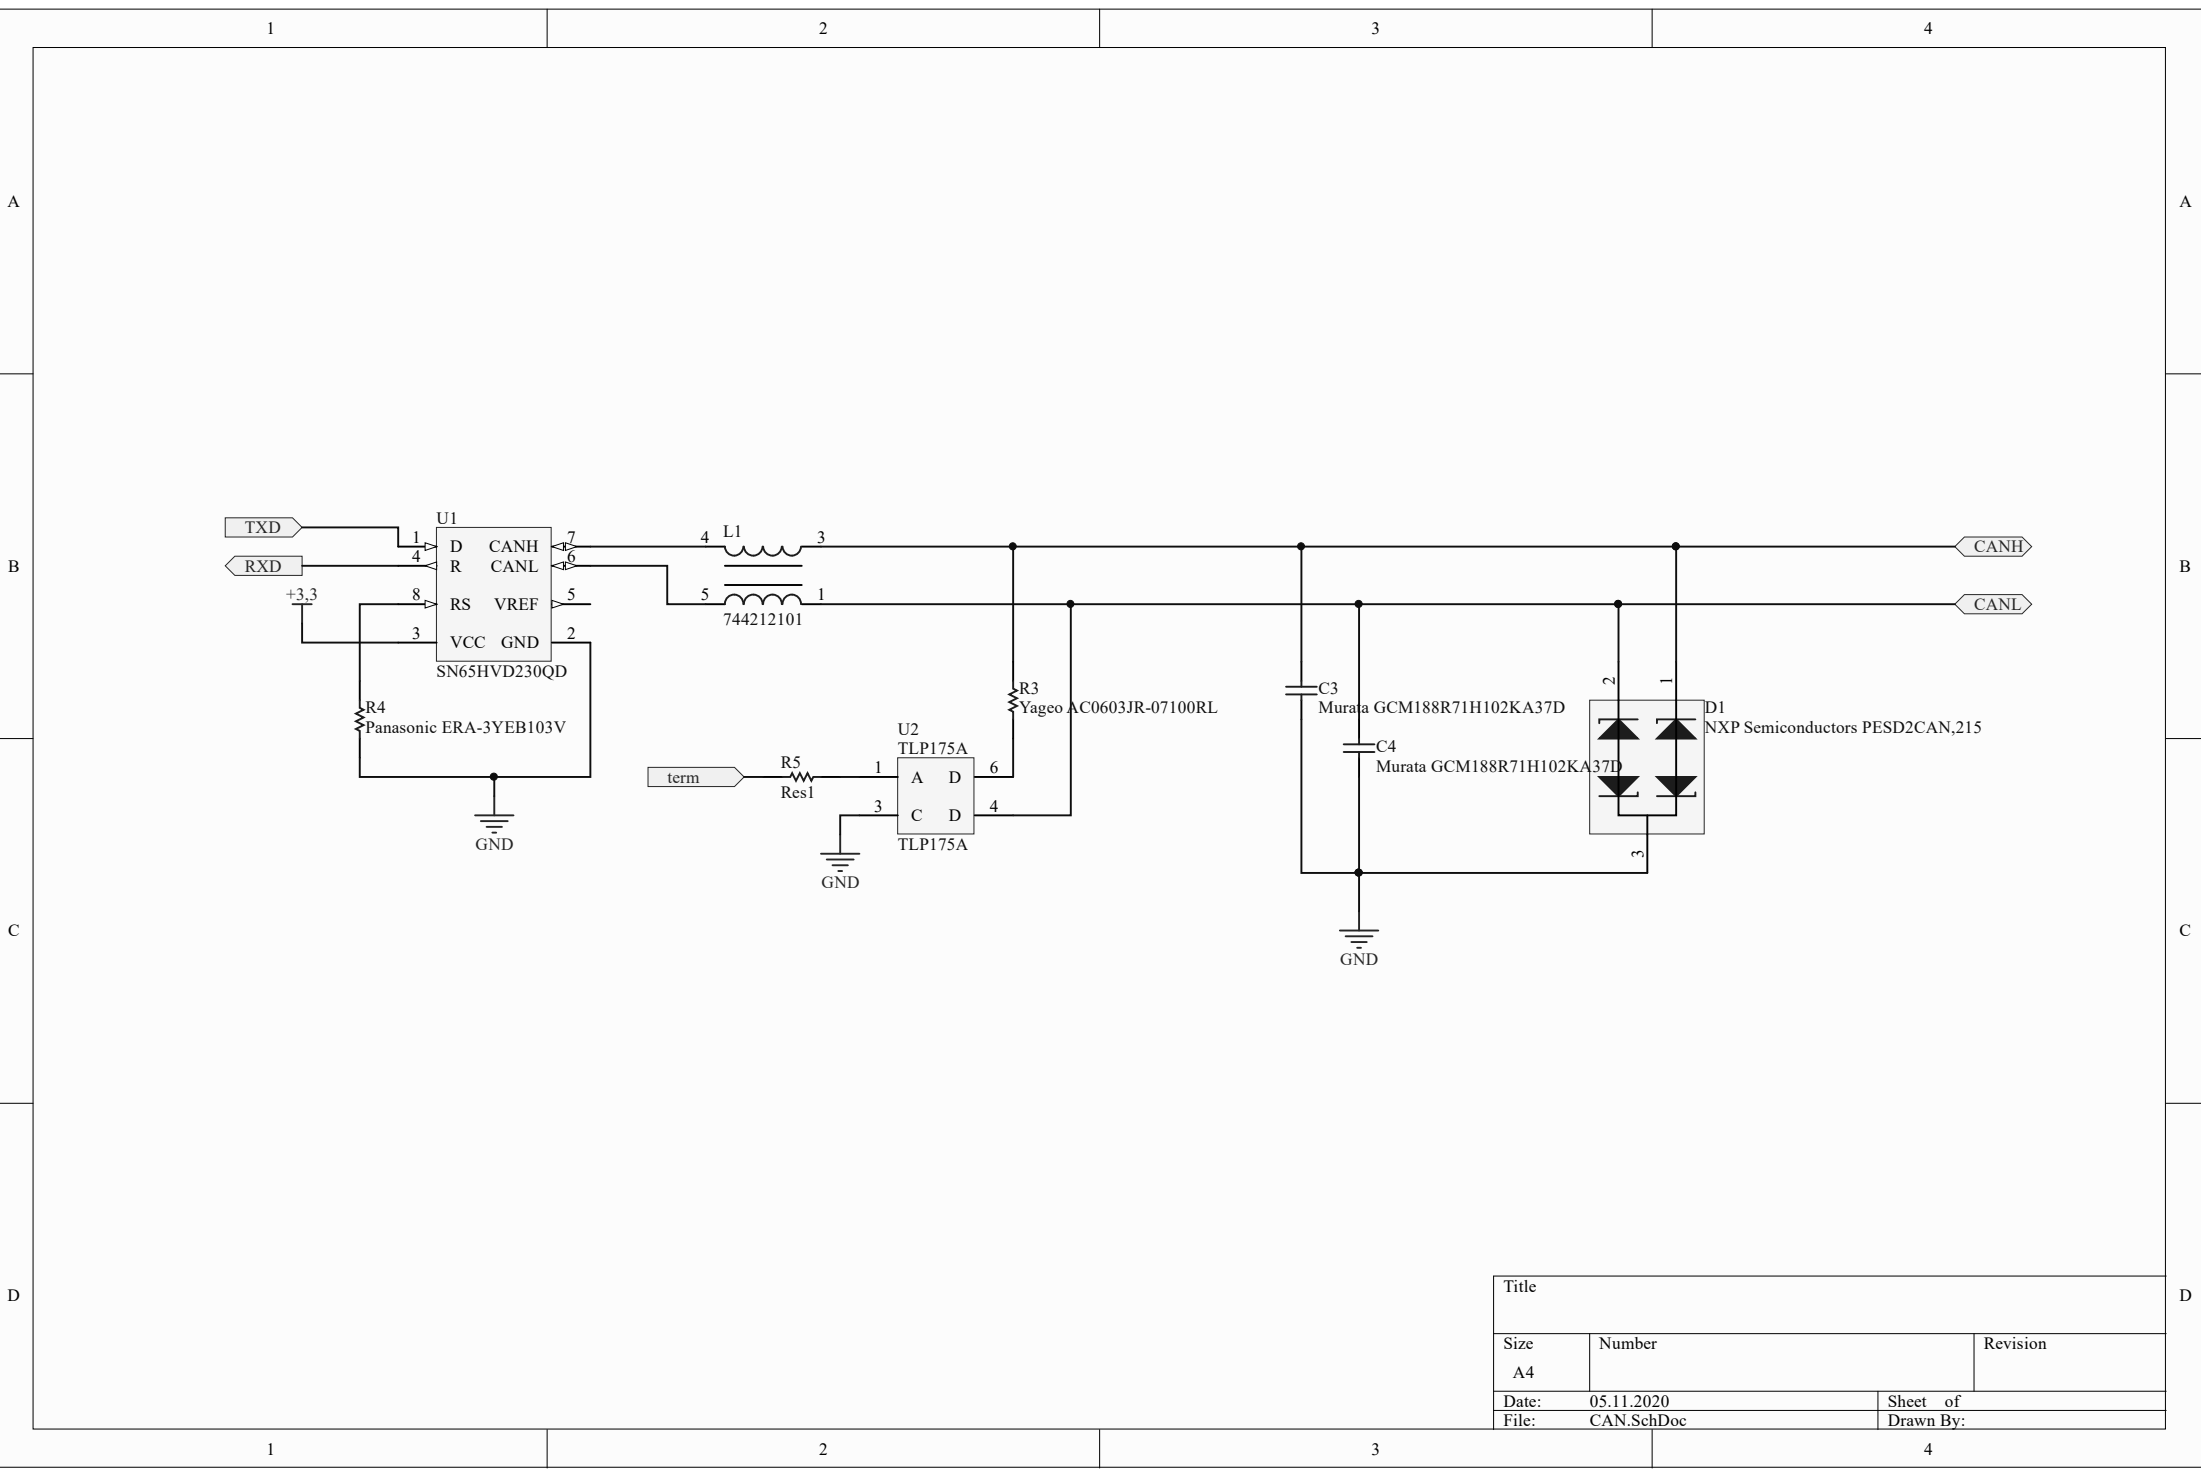 1 2 3 4
A A
U1
TXD
1 D CANH 7
L1
4 3
CANH
B B
RXD
4 R CANL 6
+3,3
8 RS VREF 5
5 1
CANL
744212101
3 VCC GND 2
SN65HVD230QD
2 1
R3
C3
R4
Yageo AC0603JR-07100RL
Murata GCM188R71H102KA37D
D1
Panasonic ERA-3YEB103V
U2
NXP Semiconductors PESD2CAN,215
TLP175A
C4
R5
Murata GCM188R71H102KA37D
term
1 A D 6
Res1
3 C D 4
GND
TLP175A
3
GND
C C
GND
Title
D D
Size Number Revision
A4
Date: 05.11.2020 Sheet of
File: CAN.SchDoc Drawn By:
1 2 3 4